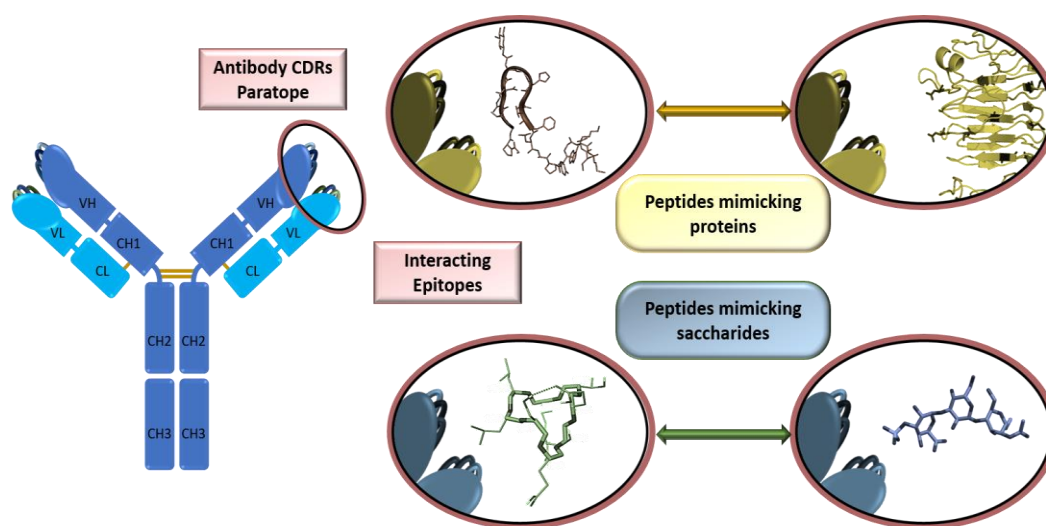 Antibody CDRs
Paratope
VH
VH
VL
VL
CH1
CH1
CL
CL
CH2
CH2
CH3
CH3
Peptides mimicking
proteins
Interacting
Epitopes
Peptides mimicking
saccharides